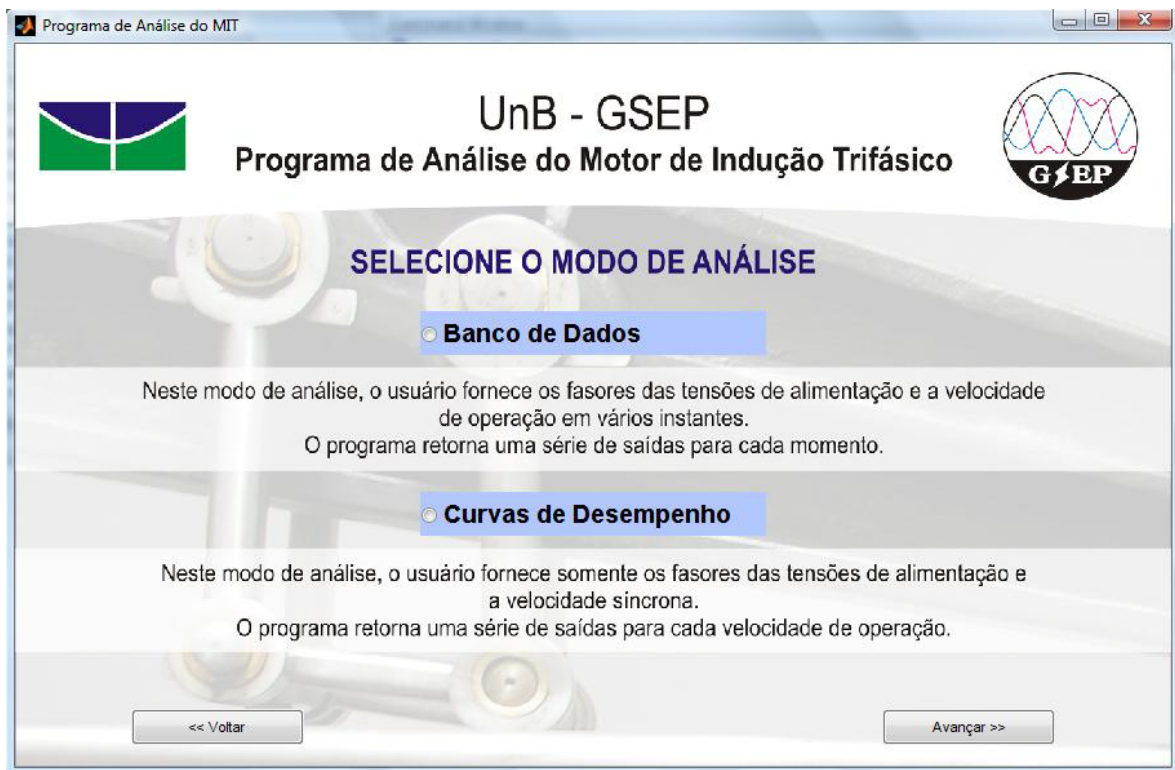 Programa de Análise do MIT
UnB - GSEP
Programa de Análise do Motor de Indução Trifásico
GSEP
SELECIONE O MODO DE ANÁLISE
Banco de Dados
Neste modo de análise, o usuário fornece os fasores das tensões de alimentação e a velocidade
de operação em vários instantes.
O programa retorna uma série de saídas para cada momento.
Curvas de Desempenho
Neste modo de análise, o usuário fornece somente os fasores das tensões de alimentação e
a velocidade síncrona.
O programa retorna uma série de saídas para cada velocidade de operação.
<< Voltar
Avançar >>